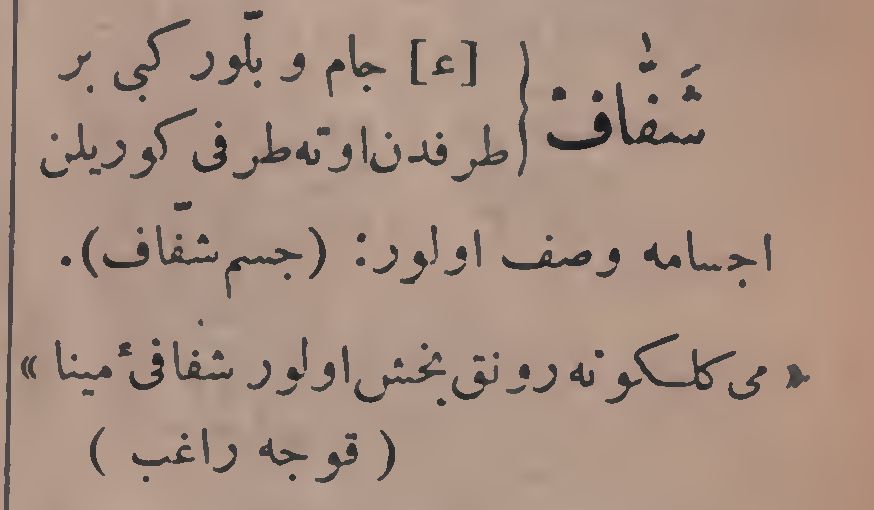 شَفَّاف { [ء] جام و بلّور كبى بر
طرفدن اوته طرفى كوريلن
اجسامه وصف اولور: (جسم شفّاف).
« مى كلكونه رونق بخش اولور شفافئ مينا »
( قوجه راغب )